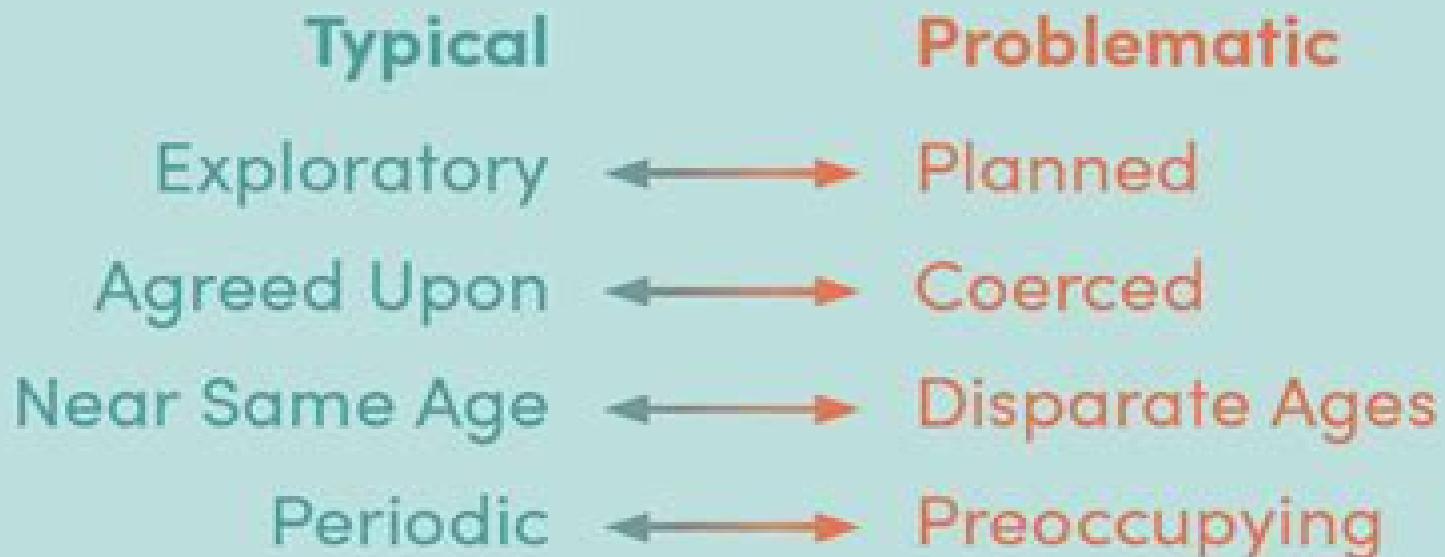 Typical Problematic
Exploratory Planned
Agreed Upon Coerced
Near Same Age Disparate Ages
Periodic Preoccupying